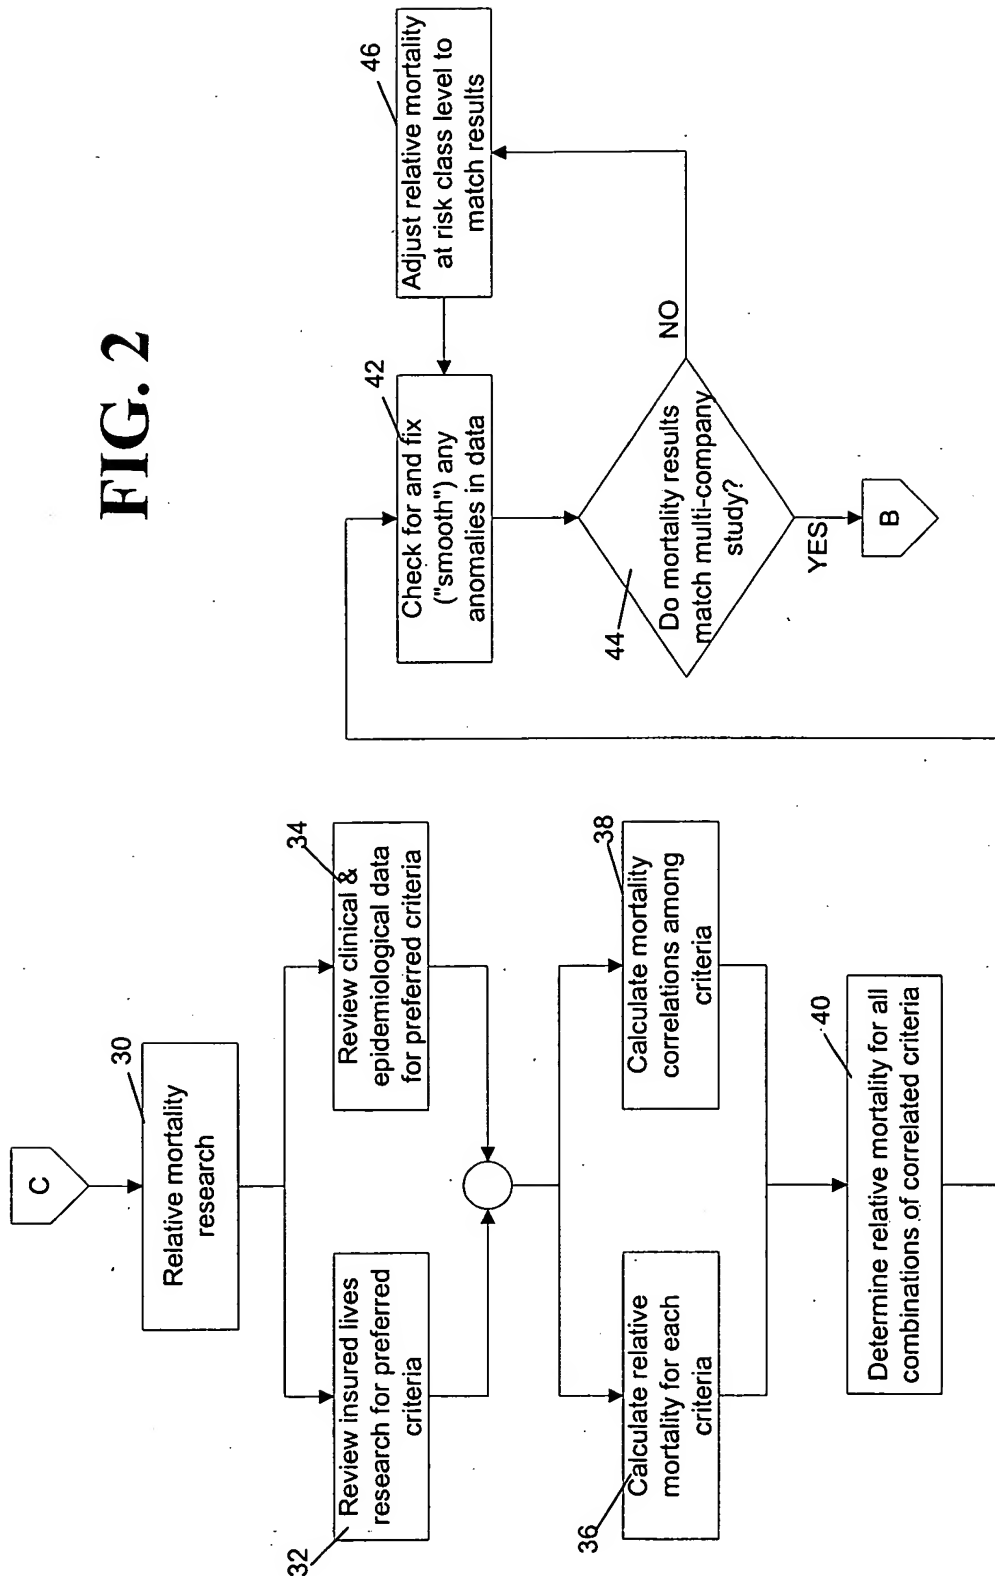 FIG. 2
C
30
Relative mortality
research
32
Review insured lives
research for preferred
criteria
34
Review clinical &
epidemiological data
for preferred criteria
36
Calculate relative
mortality for each
criteria
38
Calculate mortality
correlations among
criteria
40
Determine relative mortality for all
combinations of correlated criteria
42
Check for and fix
("smooth") any
anomalies in data
44
Do mortality results
match multi-company
study?
YES
B
NO
46
Adjust relative mortality
at risk class level to
match results